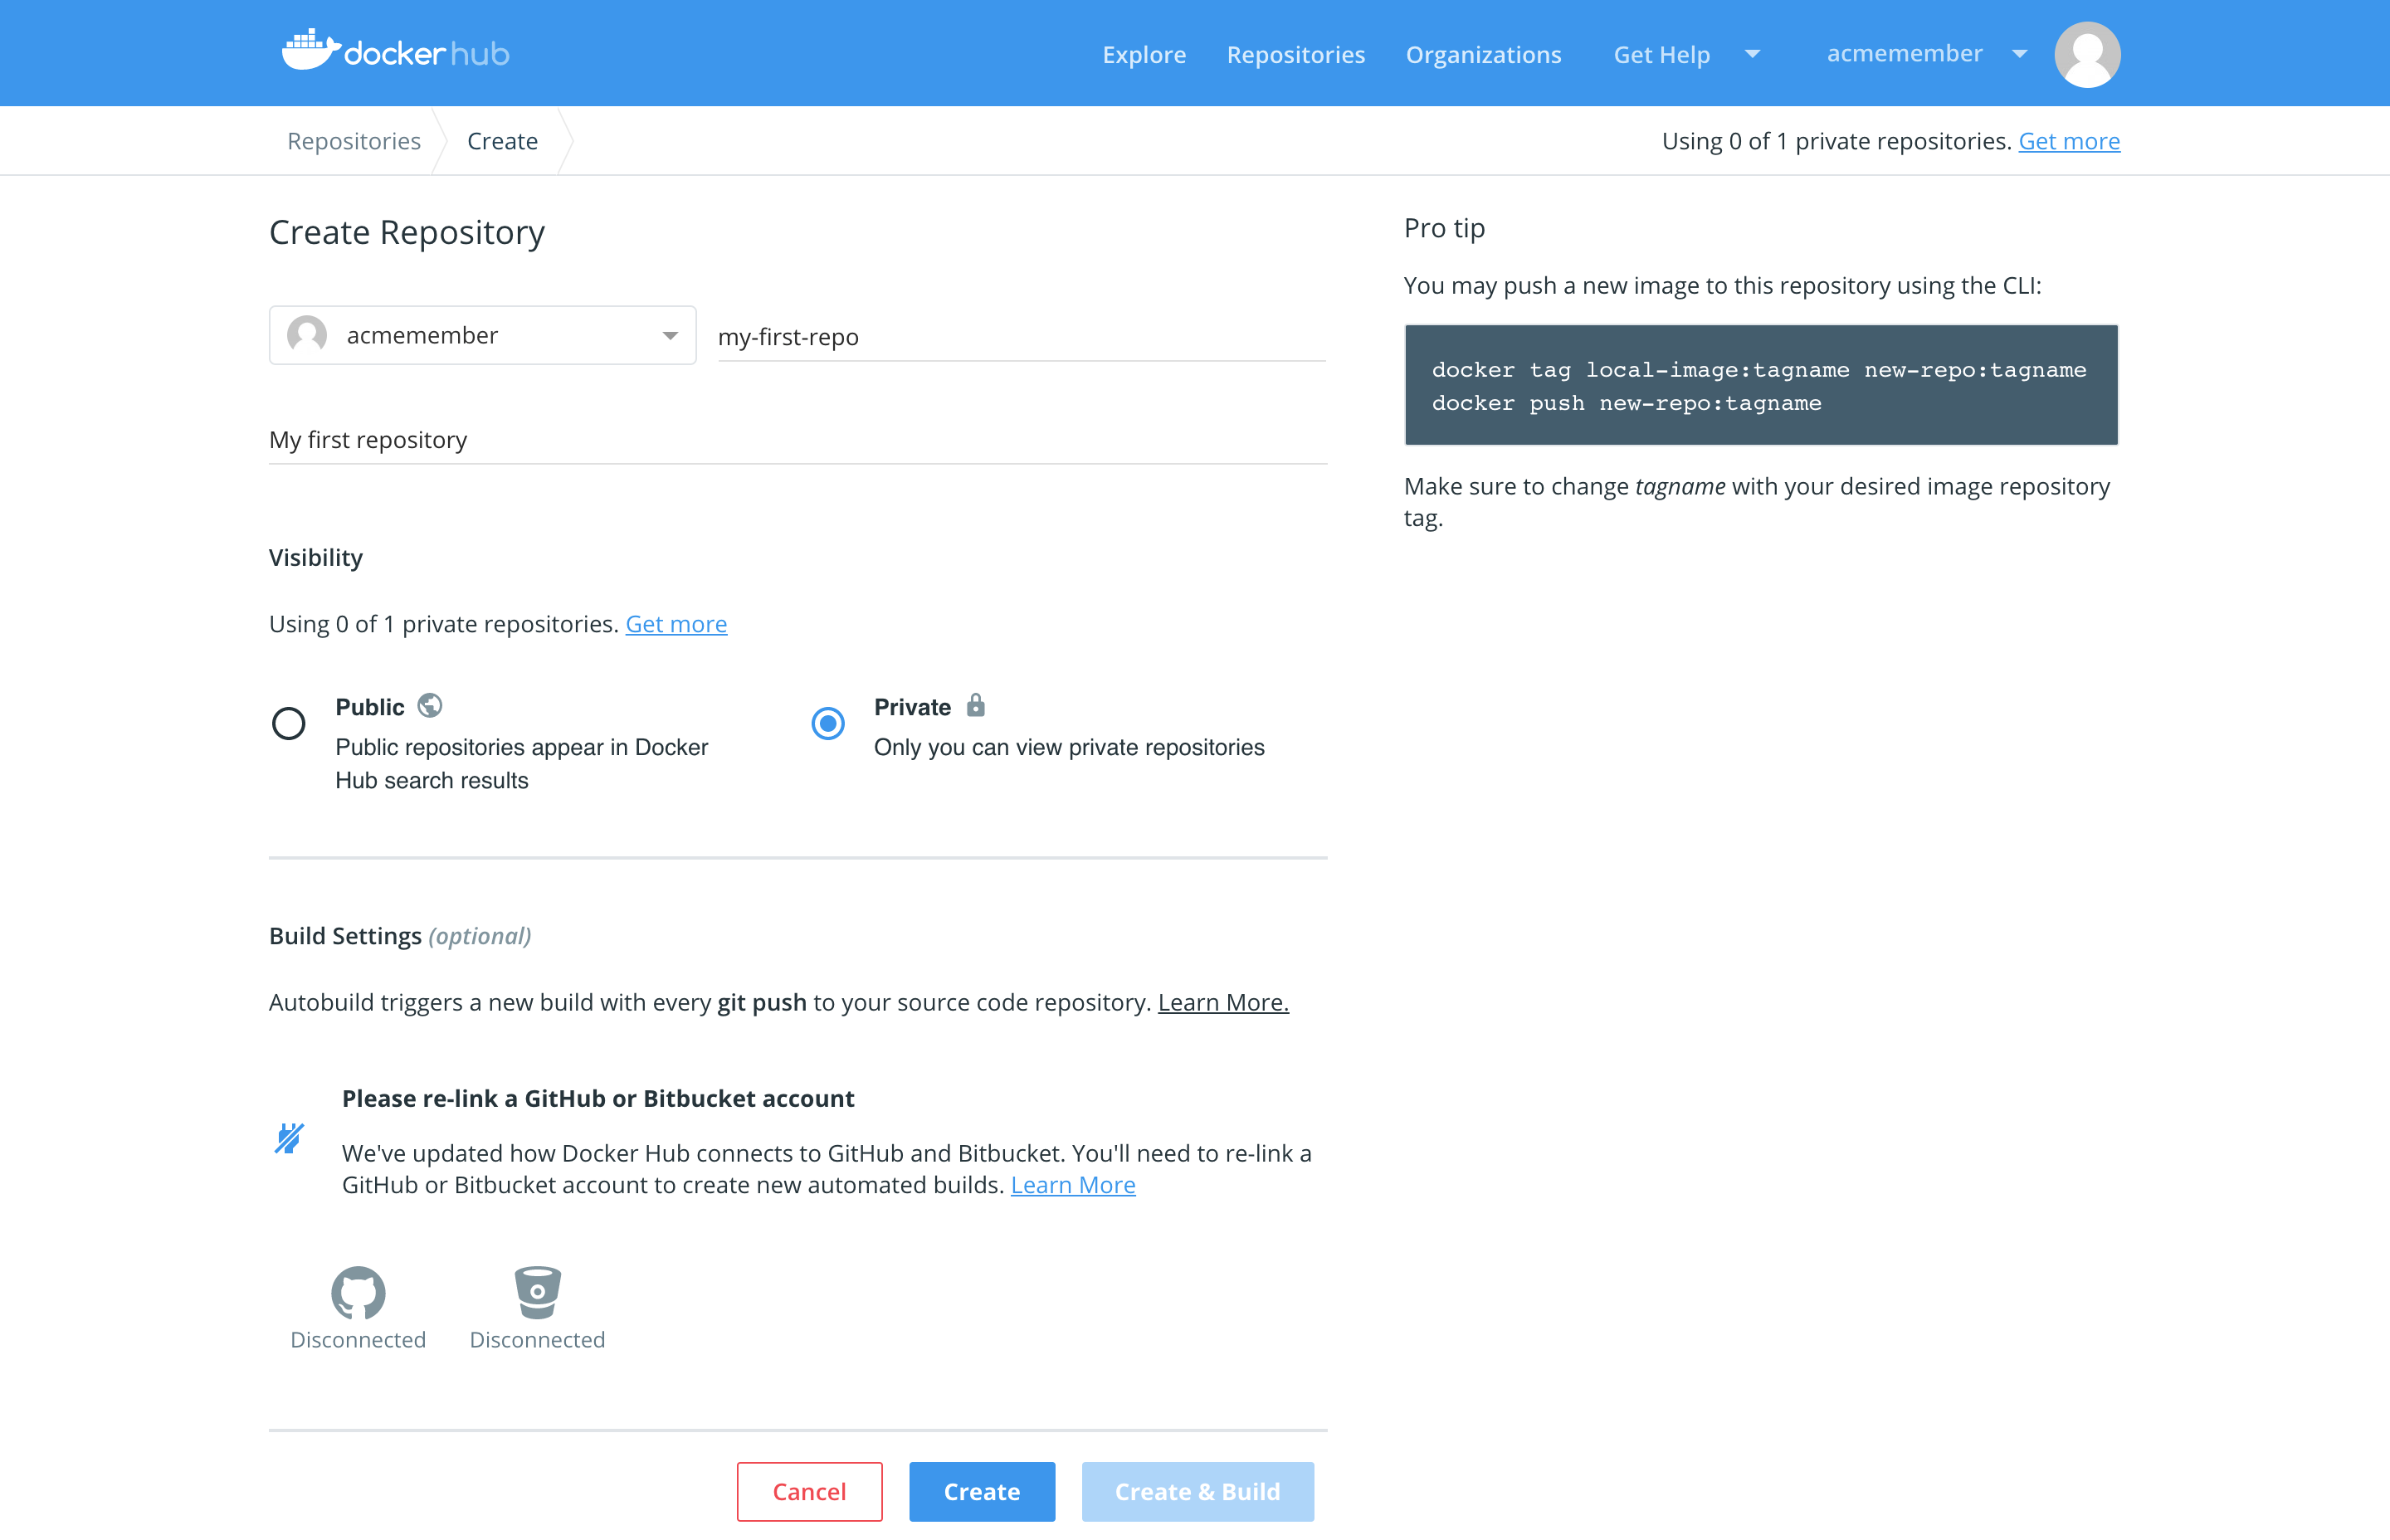 dockerhub
Explore Repositories Organizations Get Help acmemember
Repositories Create
Using 0 of 1 private repositories. Get more
Create Repository
acmemember my-first-repo
My first repository
Visibility
Using 0 of 1 private repositories. Get more
Public
Public repositories appear in Docker
Hub search results
Private
Only you can view private repositories
Build Settings (optional)
Autobuild triggers a new build with every git push to your source code repository. Learn More.
Please re-link a GitHub or Bitbucket account
We've updated how Docker Hub connects to GitHub and Bitbucket. You'll need to re-link a
GitHub or Bitbucket account to create new automated builds. Learn More
Disconnected Disconnected
Cancel Create Create & Build
Pro tip
You may push a new image to this repository using the CLI:
docker tag local-image:tagname new-repo:tagname
docker push new-repo:tagname
Make sure to change tagname with your desired image repository
tag.